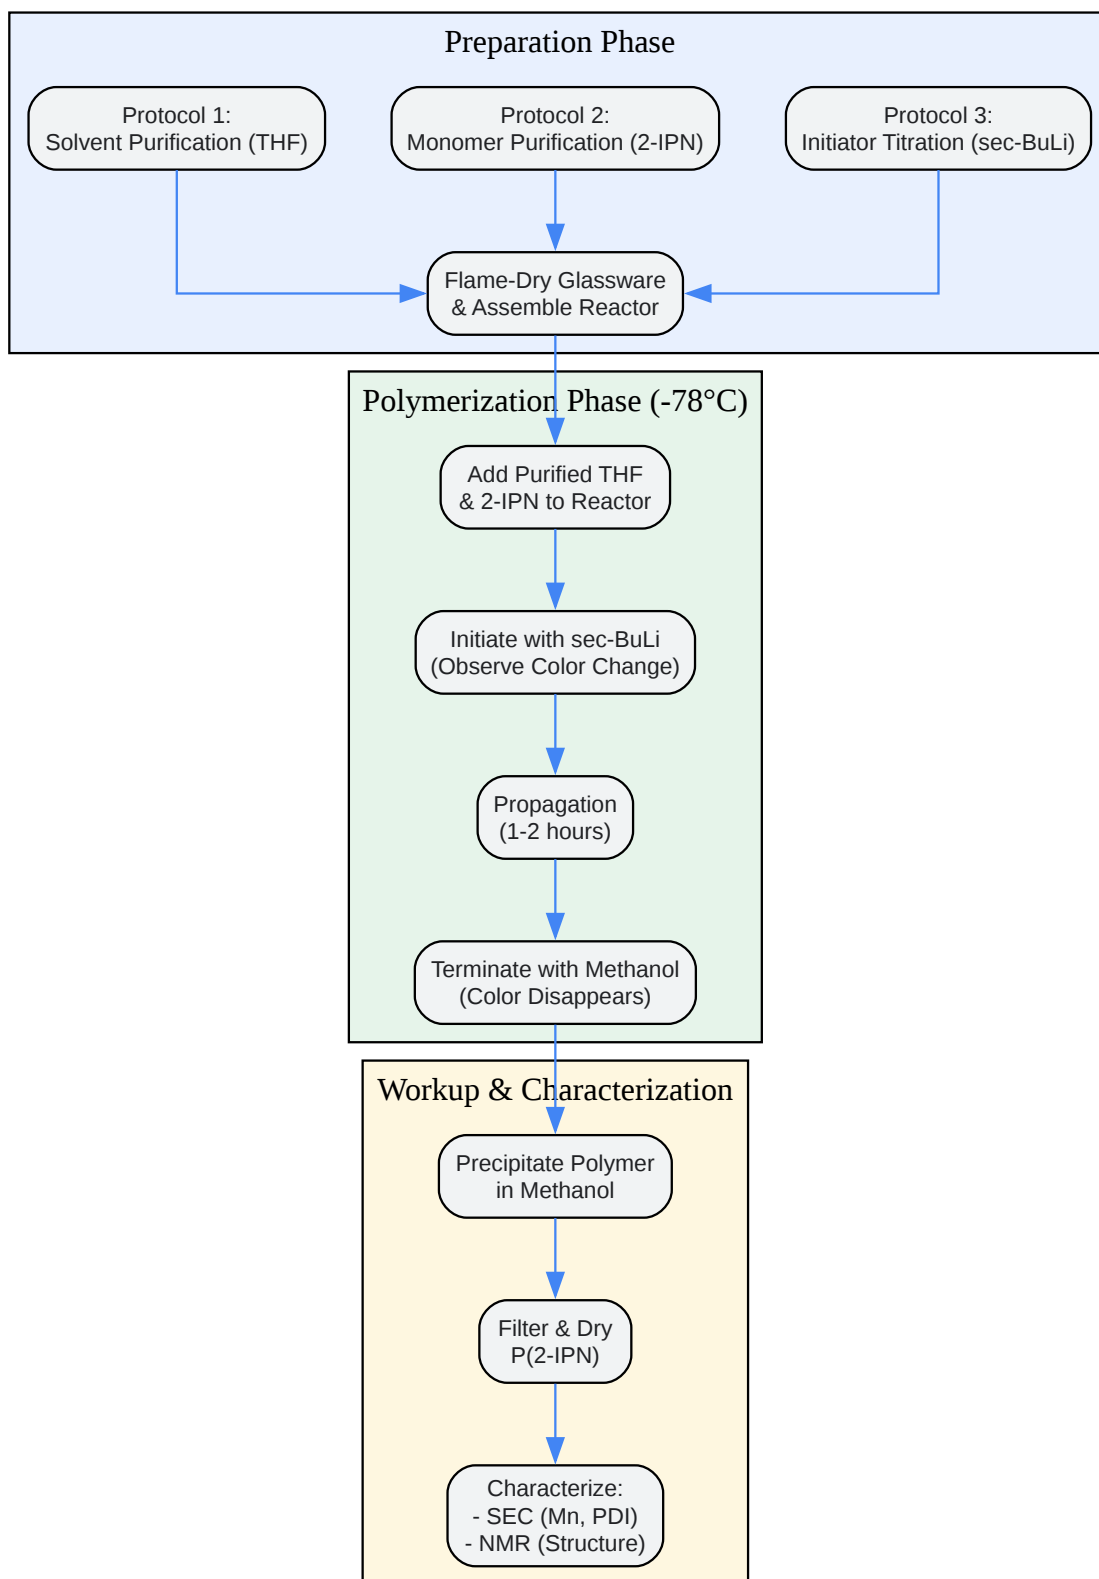 Preparation Phase
Protocol 1:
Solvent Purification (THF)
Protocol 2:
Monomer Purification (2-IPN)
Protocol 3:
Initiator Titration (sec-BuLi)
Flame-Dry Glassware
& Assemble Reactor
Polymerization Phase (-78°C)
Add Purified THF
& 2-IPN to Reactor
Initiate with sec-BuLi
(Observe Color Change)
Propagation
(1-2 hours)
Terminate with Methanol
(Color Disappears)
Workup & Characterization
Precipitate Polymer
in Methanol
Filter & Dry
P(2-IPN)
Characterize:
- SEC (Mn, PDI)
- NMR (Structure)